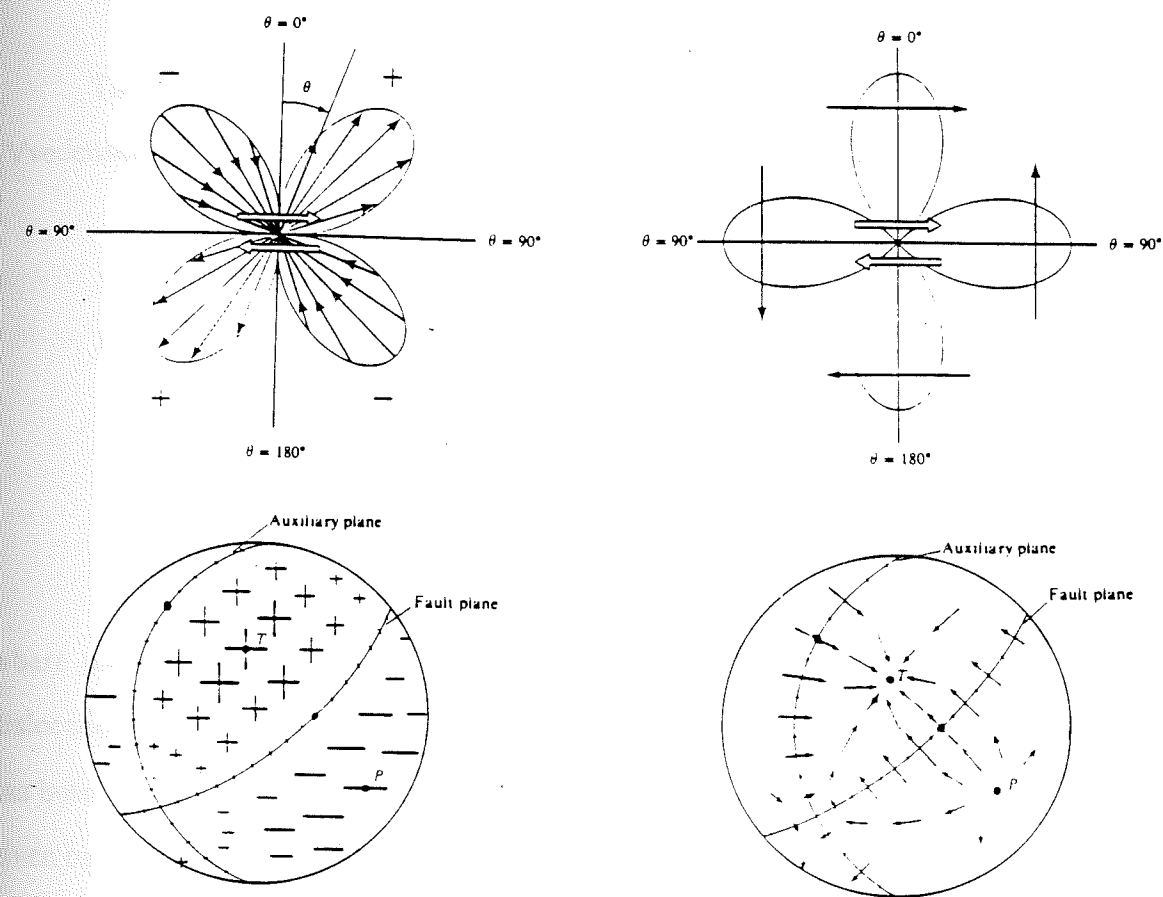 θ = 0°
−
+
θ
θ = 90°
θ = 90°
+
−
θ = 180°
θ = 0°
θ = 90°
θ = 90°
θ = 180°
Auxiliary plane
Fault plane
T
P
Auxiliary plane
Fault plane
T
P